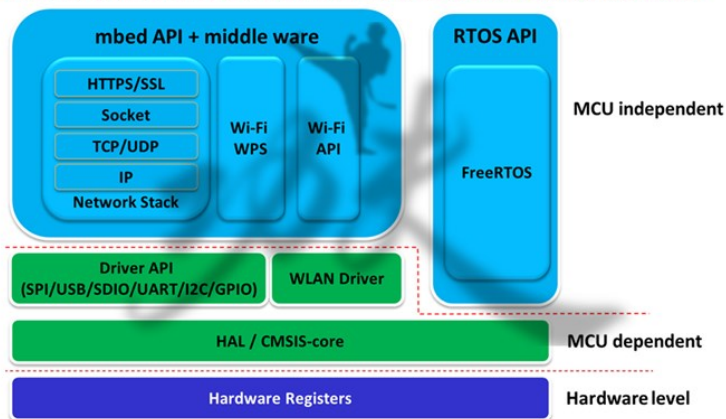 mbed API + middle ware
RTOS API
HTTPS/SSL
Socket
TCP/UDP
IP
Network Stack
Wi-Fi
WPS
Wi-Fi
API
FreeRTOS
MCU independent
Driver API
(SPI/USB/SDIO/UART/I2C/GPIO)
WLAN Driver
HAL / CMSIS-core
MCU dependent
Hardware Registers
Hardware level